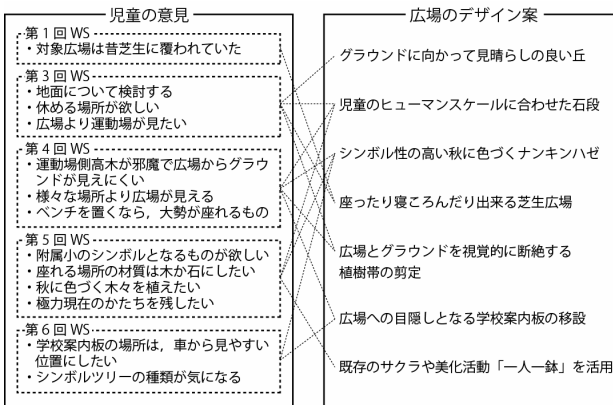 児童の意見
第1回WS
・対象広場は昔芝生に覆われていた
第3回WS
・地面について検討する
・休める場所が欲しい
・広場より運動場が見たい
第4回WS
・運動場側高木が邪魔で広場からグラウ
ンドが見えにくい
・様々な場所より広場が見える
・ベンチを置くなら，大勢が座れるもの
第5回WS
・附属小のシンボルとなるものが欲しい
・座れる場所の材質は木か石にしたい
・秋に色づく木々を植えたい
・極力現在のかたちを残したい
第6回WS
・学校案内板の場所は，車から見やすい
位置にしたい
・シンボルツリーの種類が気になる
広場のデザイン案
グラウンドに向かって見晴らしの良い丘
児童のヒューマンスケールに合わせた石段
シンボル性の高い秋に色づくナンキンハゼ
座ったり寝ころんだり出来る芝生広場
広場とグラウンドを視覚的に断絶する
植樹帯の剪定
広場への目隠しとなる学校案内板の移設
既存のサクラや美化活動「一人一鉢」を活用